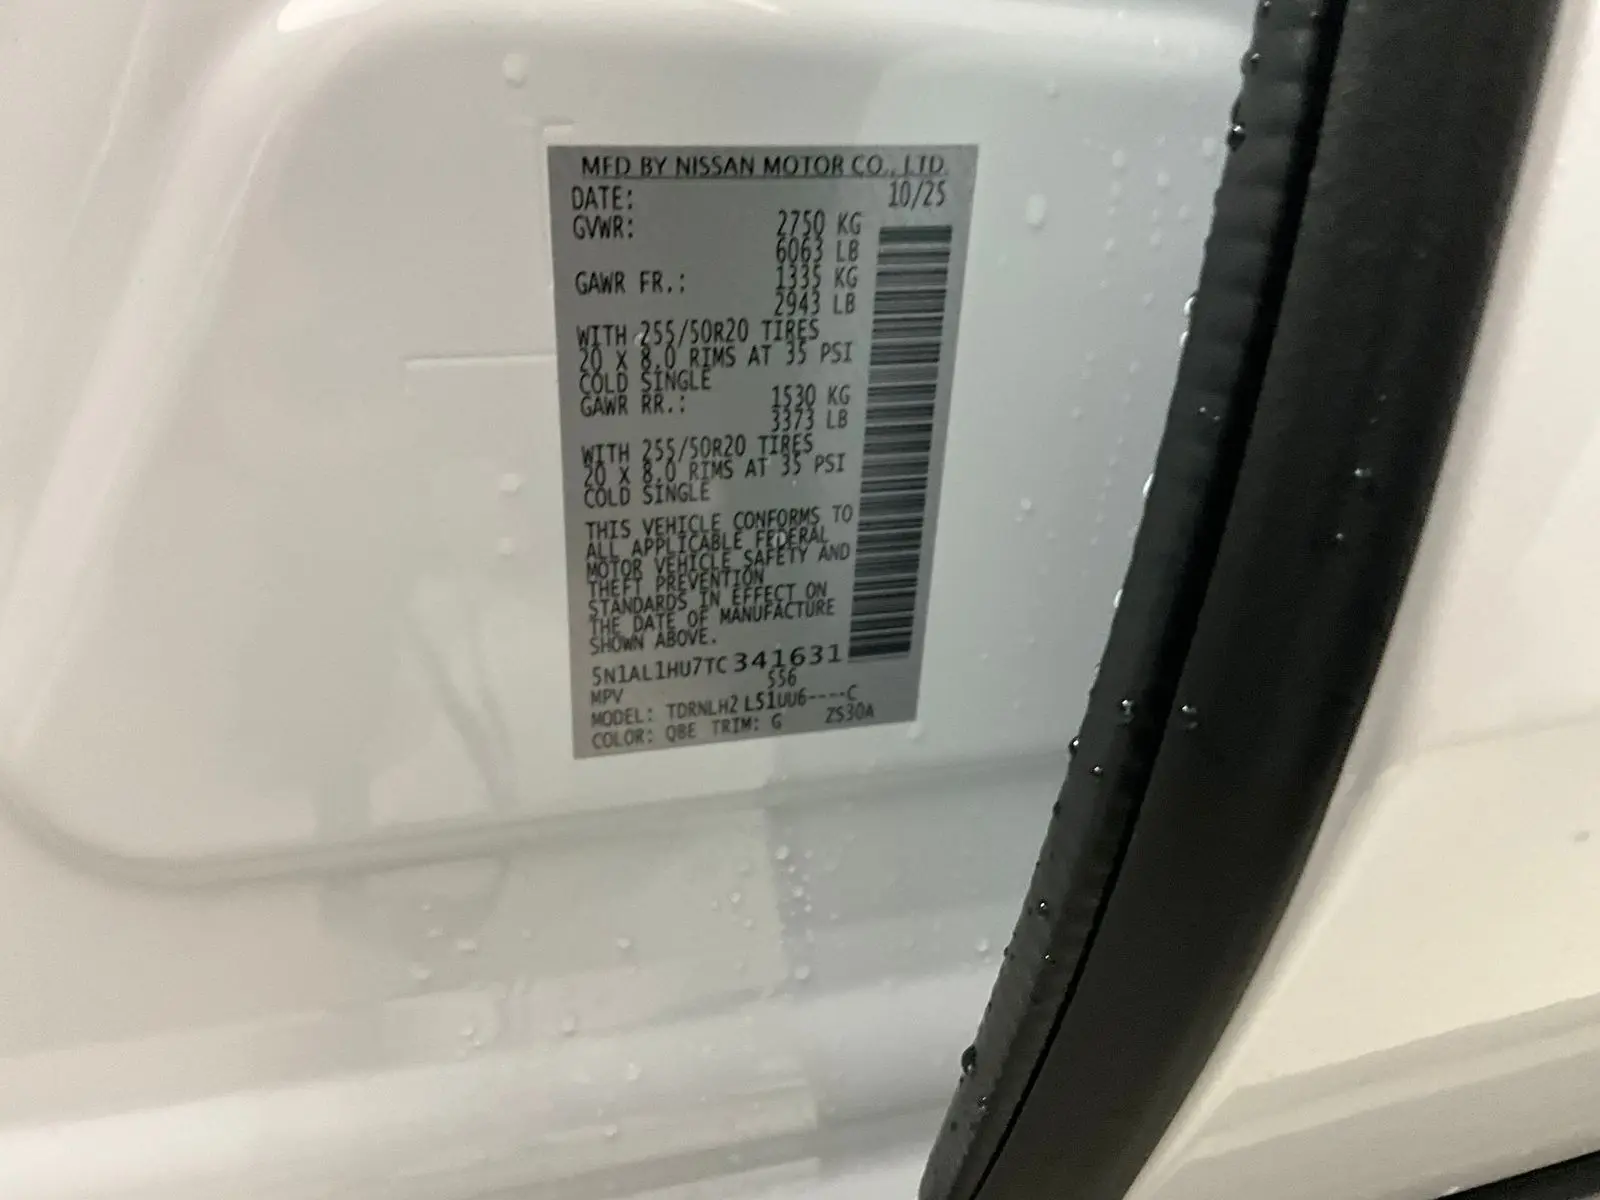 MFD BY NISSAN MOTOR CO., LTD.
DATE: 10/25
GVWR: 2750 KG
6063 LB
GAWR FR.: 1335 KG
2943 LB
WITH 255/50R20 TIRES
20 X 8.0 RIMS AT 35 PSI
COLD SINGLE
GAWR RR.: 1530 KG
3373 LB
WITH 255/50R20 TIRES
20 X 8.0 RIMS AT 35 PSI
COLD SINGLE
THIS VEHICLE CONFORMS TO
ALL APPLICABLE FEDERAL
MOTOR VEHICLE SAFETY AND
THEFT PREVENTION
STANDARDS IN EFFECT ON
THE DATE OF MANUFACTURE
SHOWN ABOVE.
5N1AL1HU7TC341631
MPV 556
MODEL: TDRNLH2 L51UU6----C
COLOR: QBE TRIM: G ZS30A